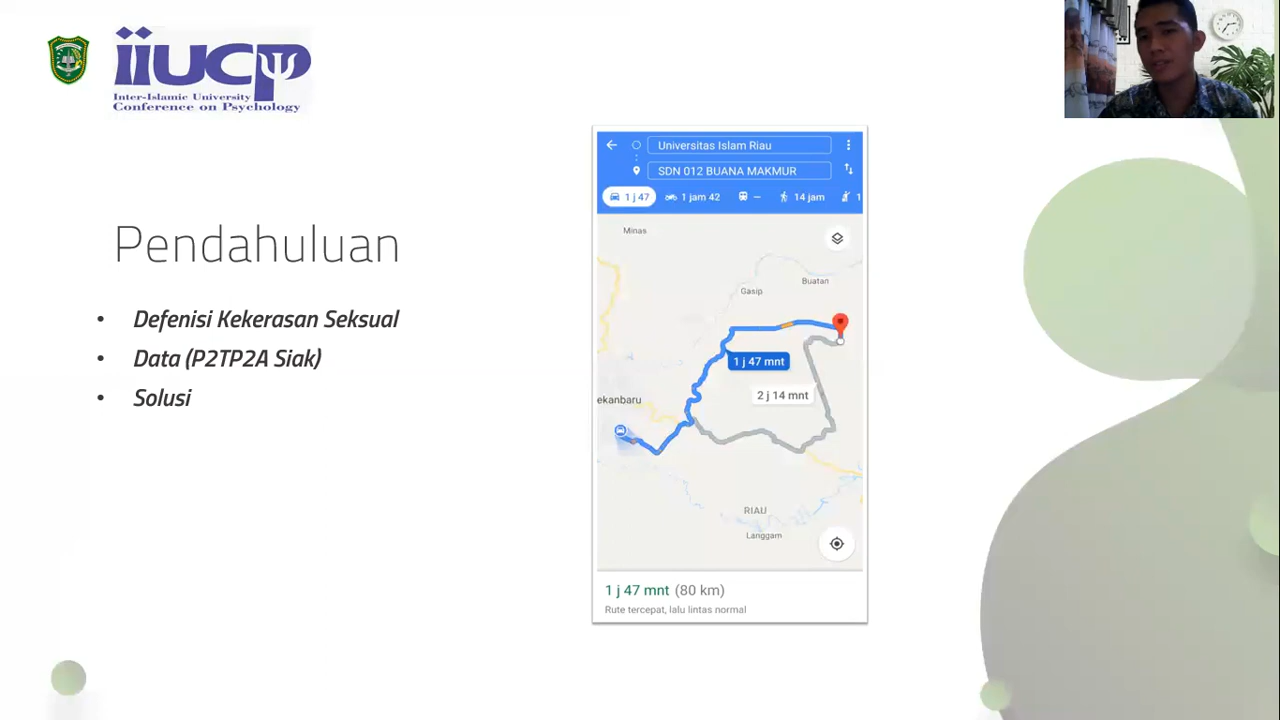 iiucp
Inter-Islamic University
Conference on Psychology
Pendahuluan
• Defenisi Kekerasan Seksual
• Data (P2TP2A Siak)
• Solusi
Universitas Islam Riau
SDN 012 BUANA MAKMUR
1 j 47
1 jam 42
—
14 jam
1
Minas
Buatan
Gasip
1 j 47 mnt
2 j 14 mnt
ekanbaru
RIAU
Langgam
1 j 47 mnt (80 km)
Rute tercepat, lalu lintas normal